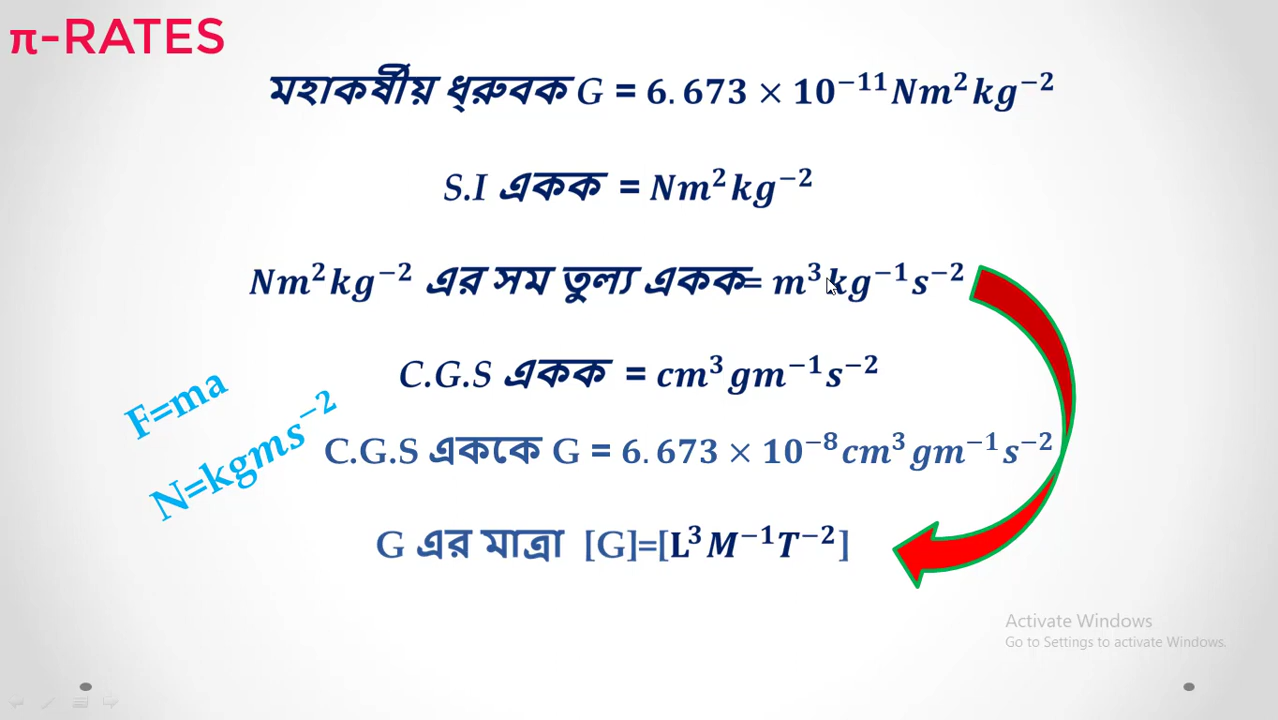 π-RATES
মহাকর্ষীয় ধ্রুবক G = 6.673 × 10⁻¹¹Nm²kg⁻²
S.I একক = Nm²kg⁻²
Nm²kg⁻² এর সম তুল্য একক= m³kg⁻¹s⁻²
C.G.S একক = cm³gm⁻¹s⁻²
F=ma
N=kgms⁻²
C.G.S এককে G = 6.673 × 10⁻⁸cm³gm⁻¹s⁻²
G এর মাত্রা [G]=[L³M⁻¹T⁻²]
Activate Windows
Go to Settings to activate Windows.